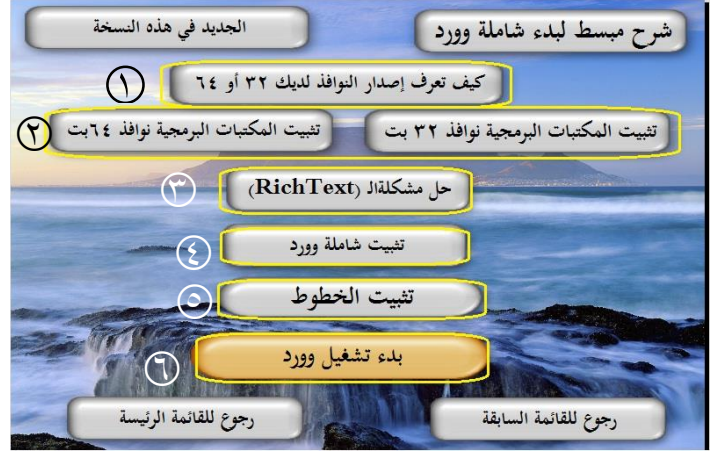 شرح مبسط لبدء شاملة وورد
الجديد في هذه النسخة
١ كيف تعرف إصدار النوافذ لديك ٣٢ أو ٦٤
تثبيت المكتبات البرمجية نوافذ ٣٢ بت
تثبيت المكتبات البرمجية نوافذ ٦٤بت ٢
حل مشكلةالـ (RichText) ٣
تثبيت شاملة وورد ٤
تثبيت الخطوط ٥
بدء تشغيل وورد ٦
رجوع للقائمة السابقة
رجوع للقائمة الرئيسة